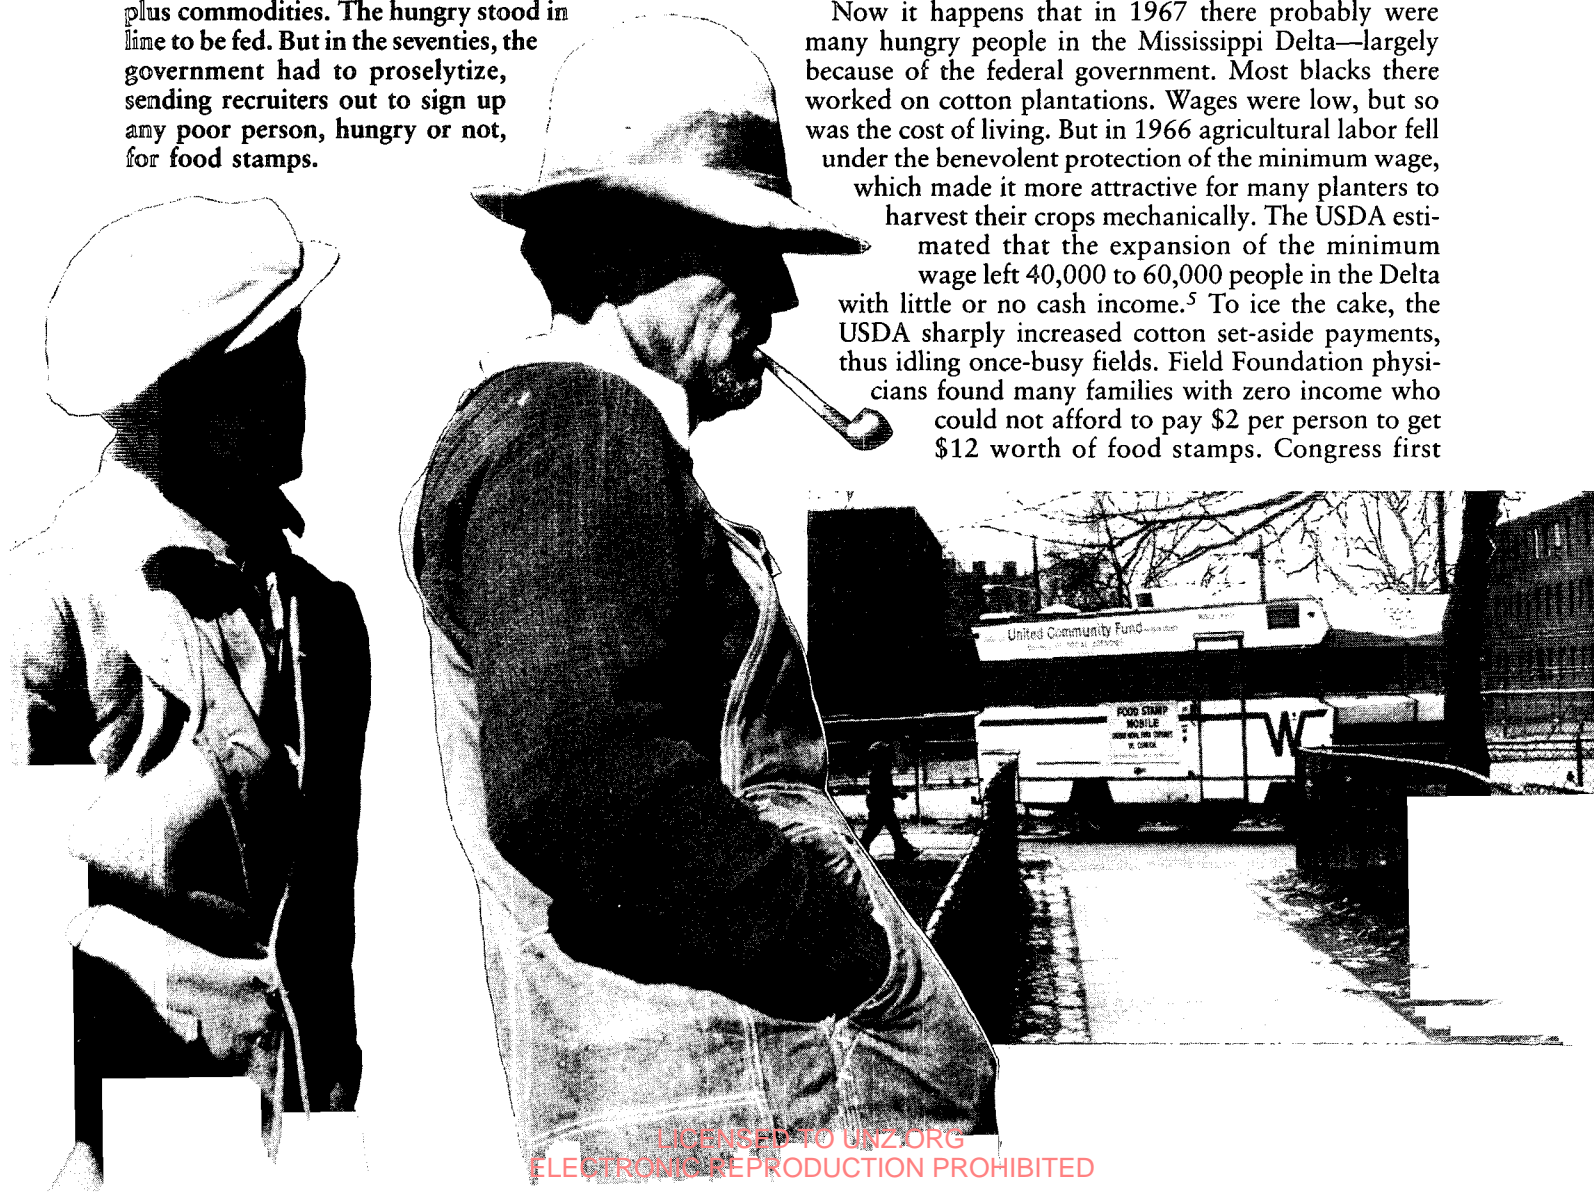 plus commodities. The hungry stood in
line to be fed. But in the seventies, the
government had to proselytize,
sending recruiters out to sign up
any poor person, hungry or not,
for food stamps.
Now it happens that in 1967 there probably were
many hungry people in the Mississippi Delta—largely
because of the federal government. Most blacks there
worked on cotton plantations. Wages were low, but so
was the cost of living. But in 1966 agricultural labor fell
under the benevolent protection of the minimum wage,
which made it more attractive for many planters to
harvest their crops mechanically. The USDA esti-
mated that the expansion of the minimum
wage left 40,000 to 60,000 people in the Delta
with little or no cash income.5 To ice the cake, the
USDA sharply increased cotton set-aside payments,
thus idling once-busy fields. Field Foundation physi-
cians found many families with zero income who
could not afford to pay $2 per person to get
$12 worth of food stamps. Congress first
United Community Fund
FOOD STAMP
MOBILE
W
LICENSED TO UNZ.ORG
ELECTRONIC REPRODUCTION PROHIBITED